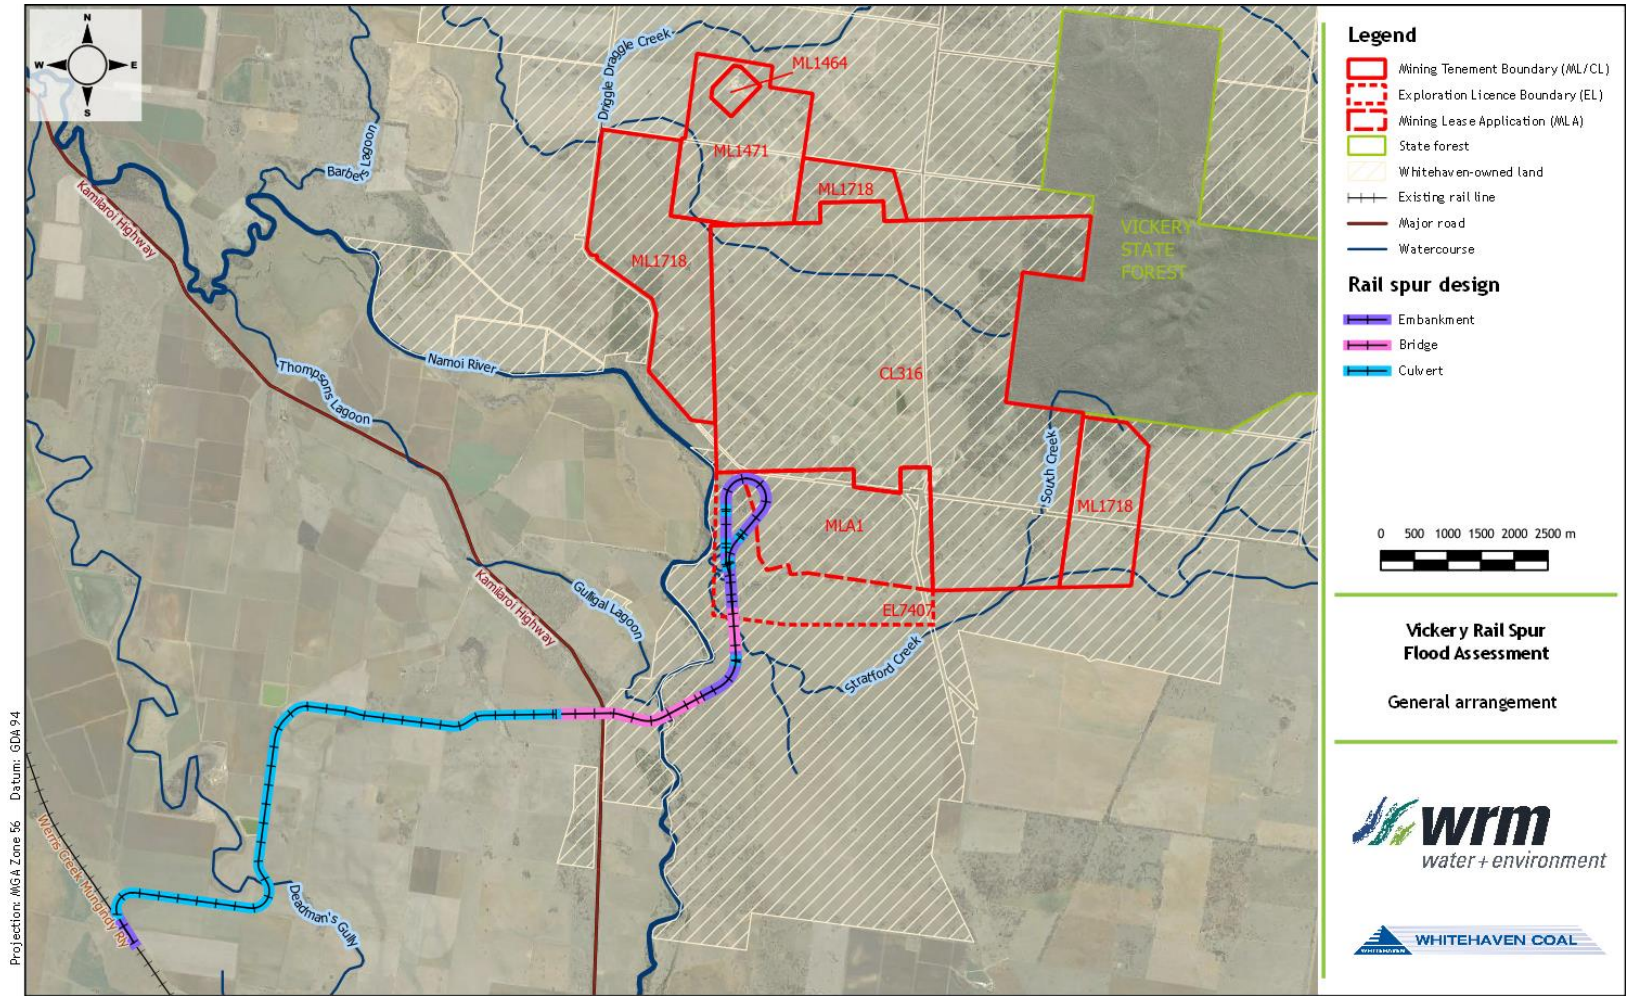 N
W E
S
Driggle Draggle Creek
ML1464
Barbers Lagoon
ML1471
ML1718
Kamilaroi Highway
VICKERY
STATE
FOREST
ML1718
Namoi River
Thompsons Lagoon
CL316
South Creek
ML1718
MLA1
Kamilaroi Highway
Gulligal Lagoon
EL7407
Stratford Creek
Werris Creek Mungindy Rly
Deadman's Gully
Projection: MGA Zone 56 Datum: GDA94
Legend
Mining Tenement Boundary (ML/CL)
Exploration Licence Boundary (EL)
Mining Lease Application (MLA)
State forest
Whitehaven-owned land
Existing rail line
Major road
Watercourse
Rail spur design
Embankment
Bridge
Culvert
0 500 1000 1500 2000 2500 m
Vickery Rail Spur
Flood Assessment
General arrangement
wrm
water + environment
WHITEHAVEN
WHITEHAVEN COAL